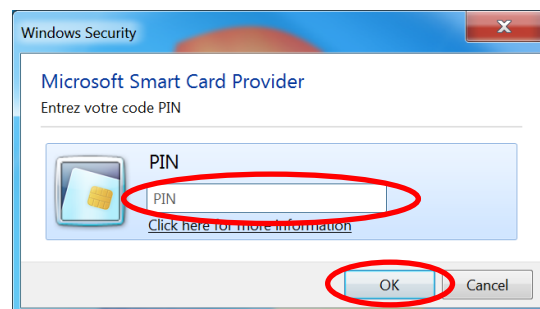 Windows Security
Microsoft Smart Card Provider
Entrez votre code PIN
PIN
PIN
Click here for more information
OK
Cancel